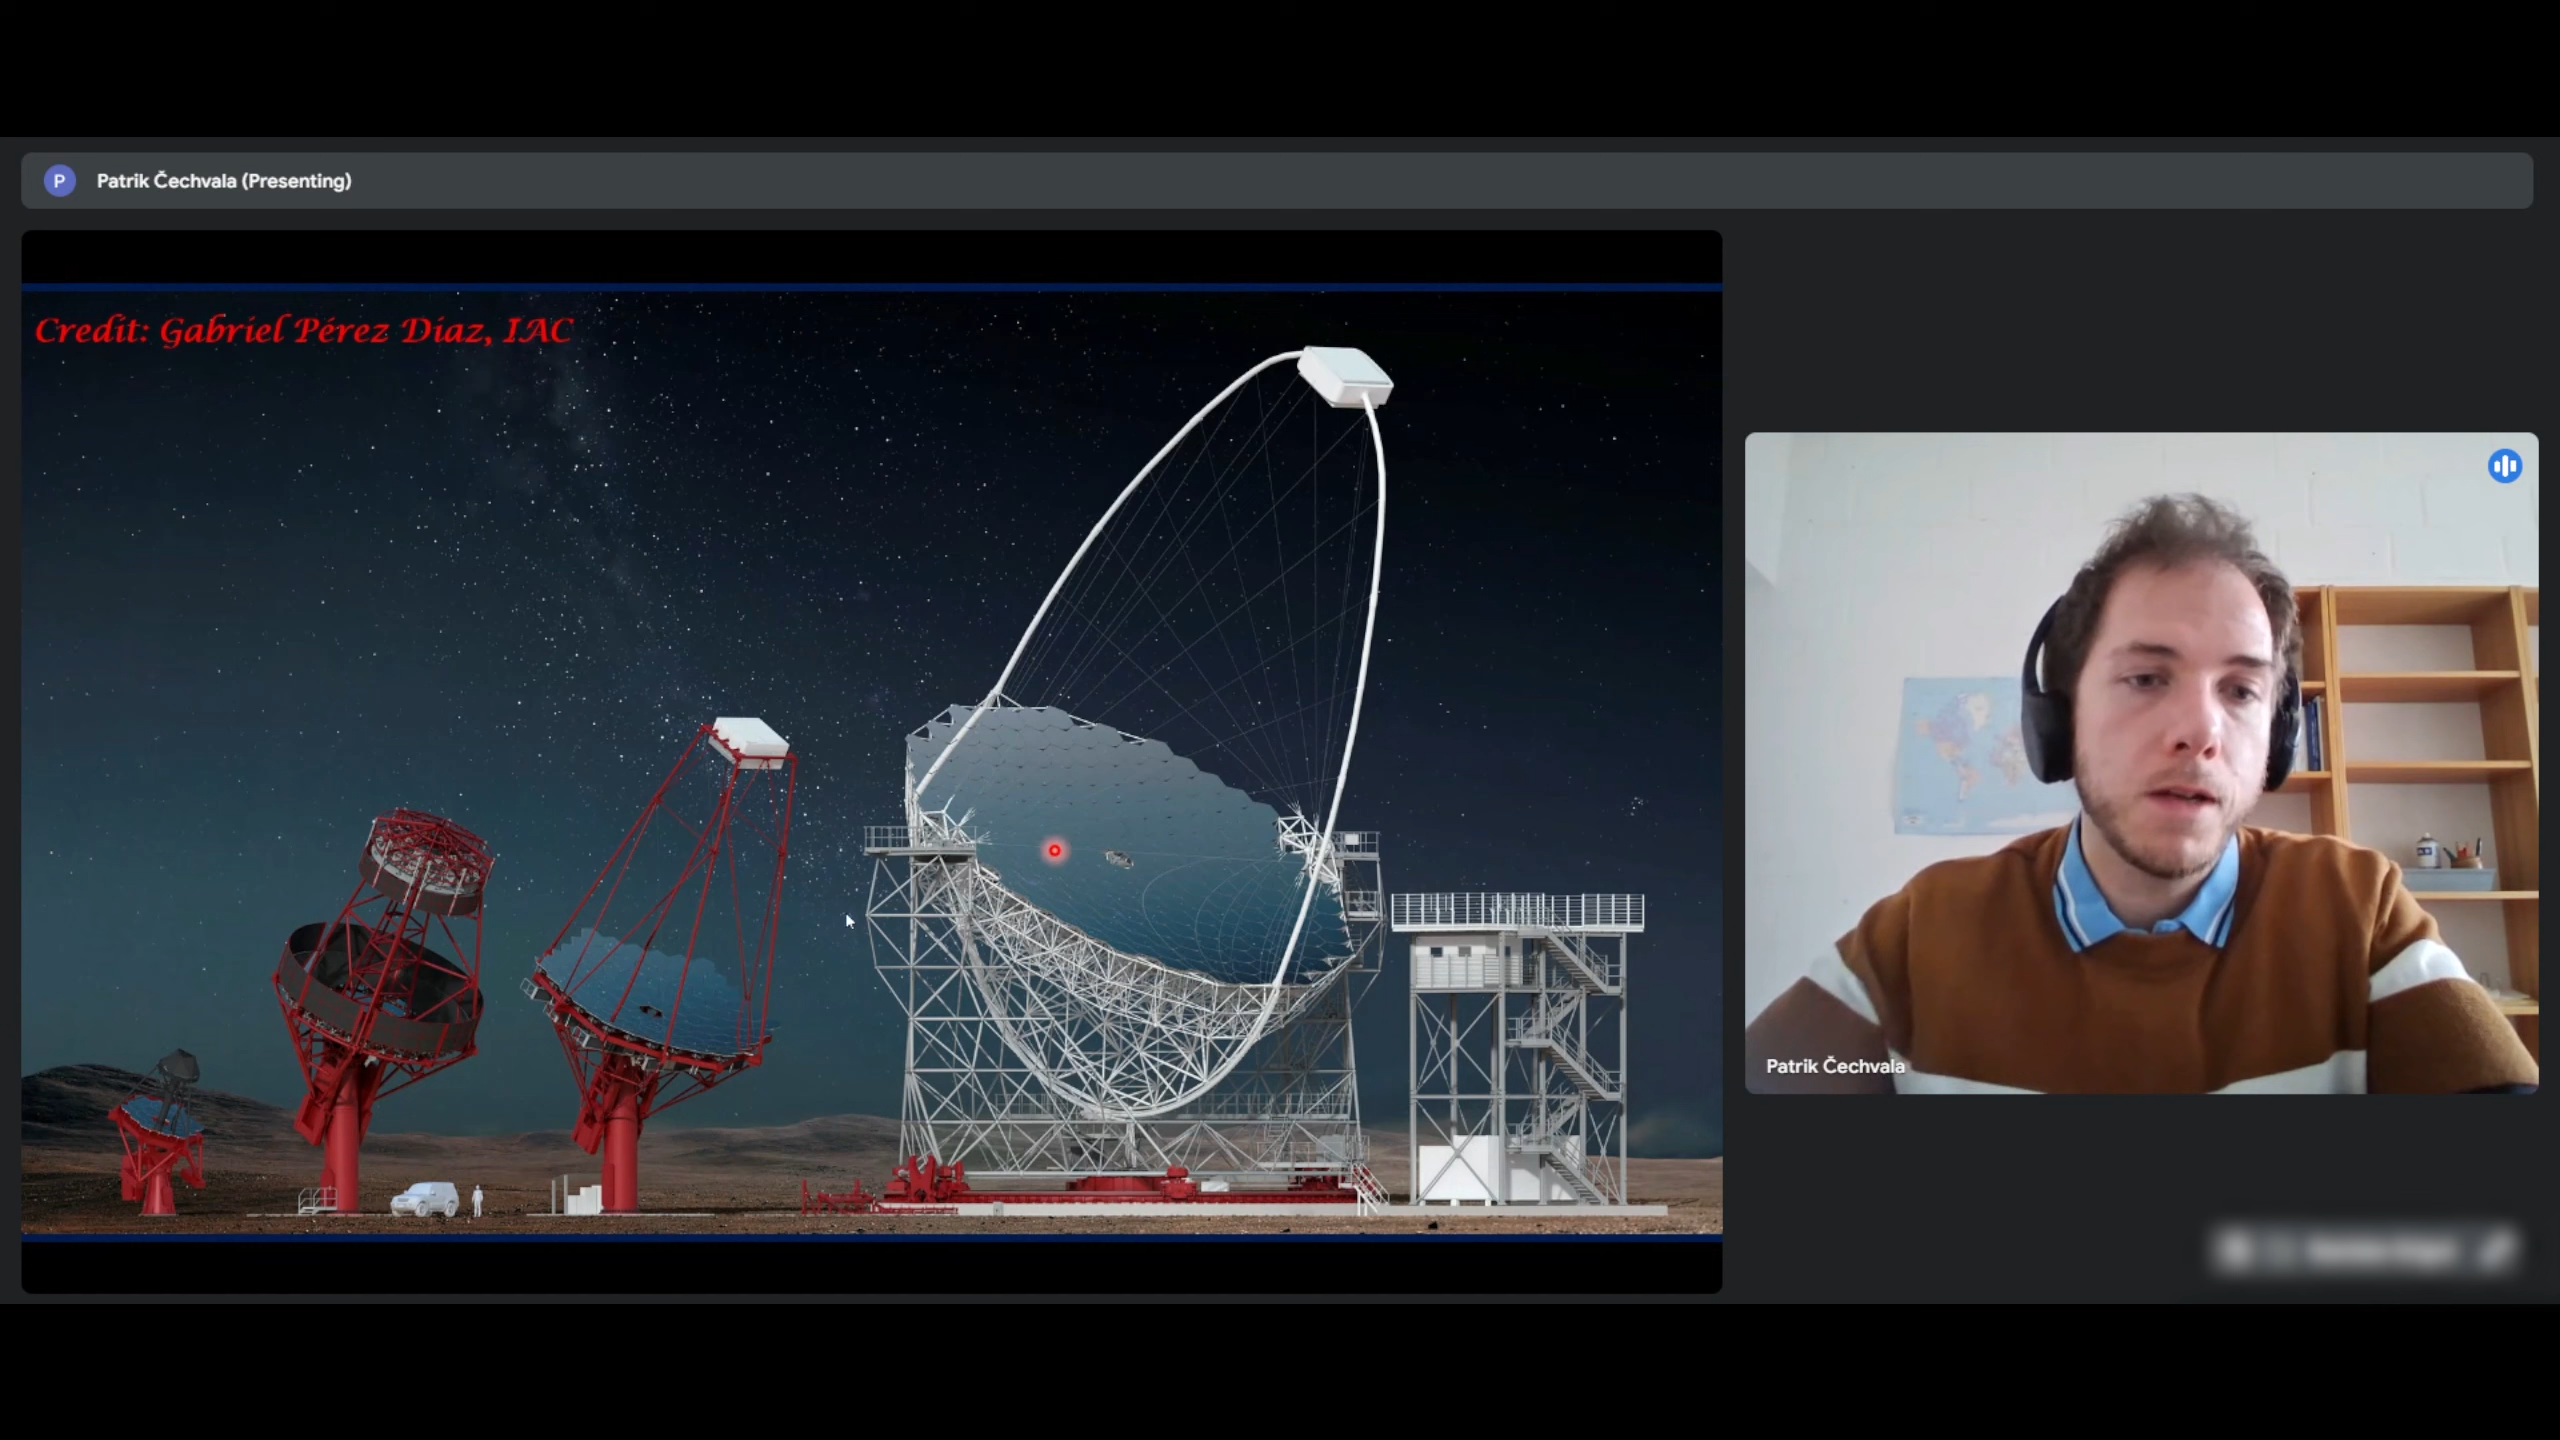 P
Patrik Čechvala (Presenting)
Credit: Gabriel Pérez Diaz, IAC
Patrik Čechvala